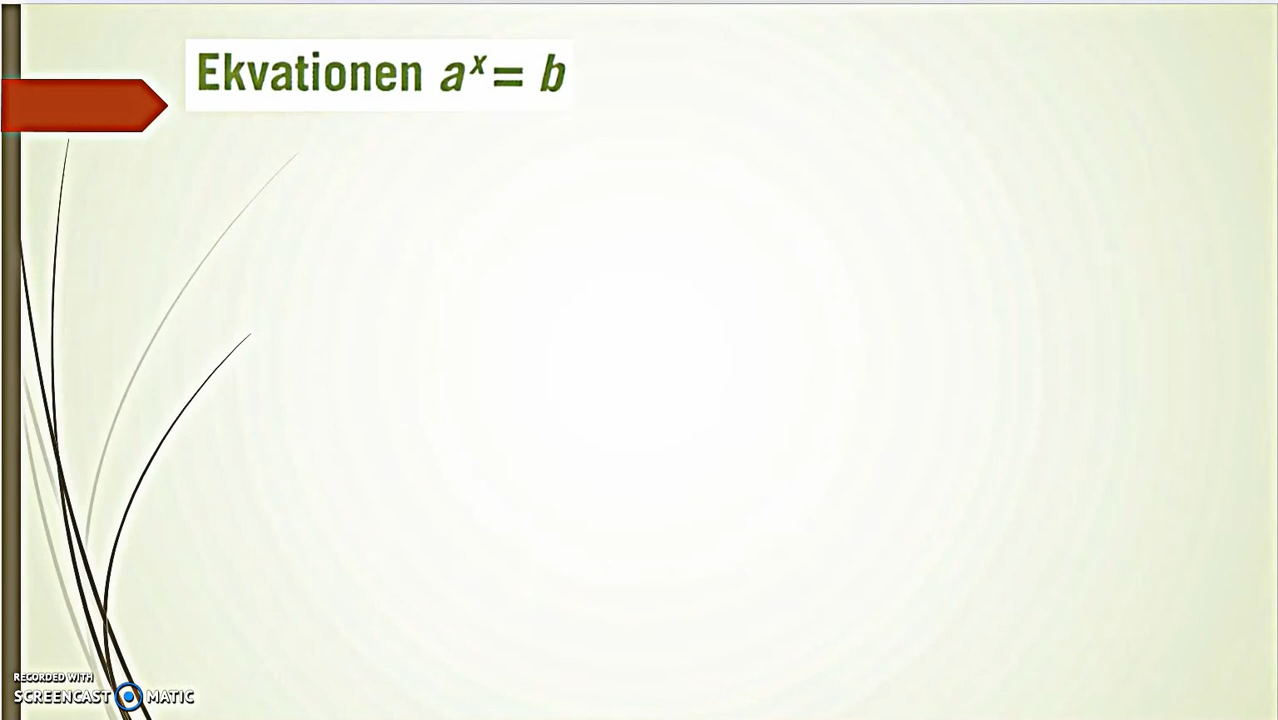 Ekvationen aˣ = b
RECORDED WITH
SCREENCAST MATIC